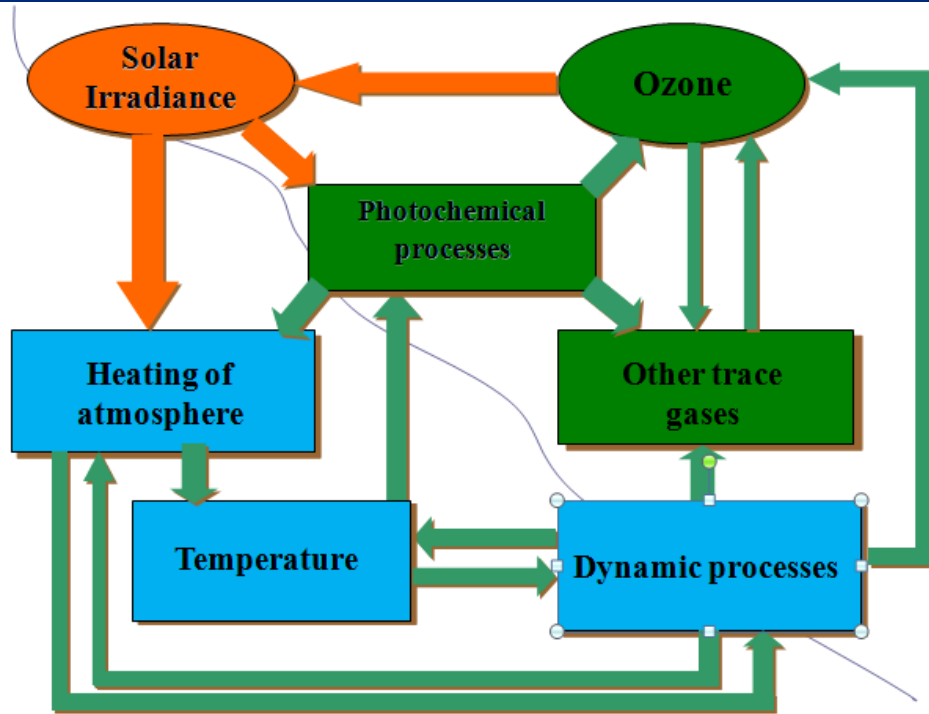 Solar
Irradiance
Ozone
Photochemical
processes
Heating of
atmosphere
Other trace
gases
Temperature
Dynamic processes